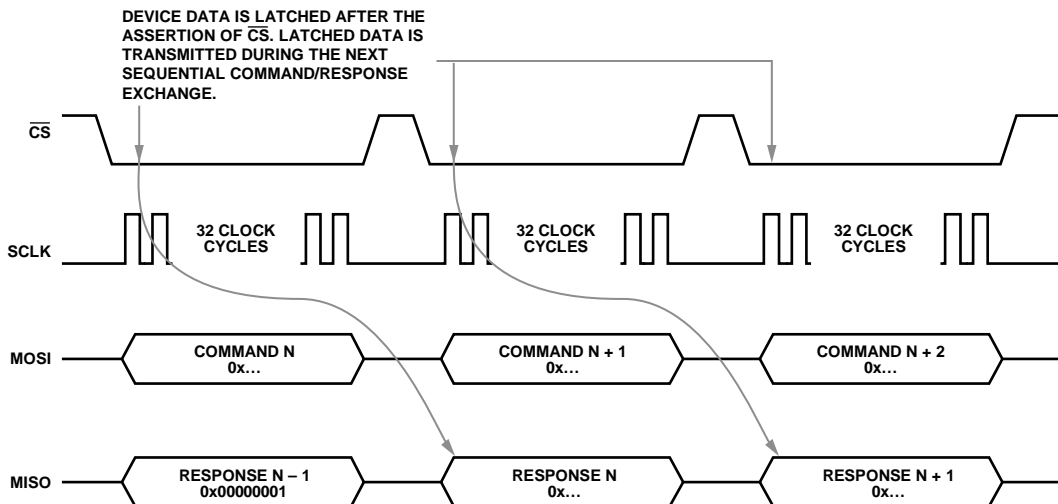 DEVICE DATA IS LATCHED AFTER THE
ASSERTION OF C̅S̅. LATCHED DATA IS
TRANSMITTED DURING THE NEXT
SEQUENTIAL COMMAND/RESPONSE
EXCHANGE.
C̅S̅
SCLK
32 CLOCK
CYCLES
32 CLOCK
CYCLES
32 CLOCK
CYCLES
MOSI
COMMAND N
0x…
COMMAND N + 1
0x…
COMMAND N + 2
0x…
MISO
RESPONSE N – 1
0x00000001
RESPONSE N
0x…
RESPONSE N + 1
0x…